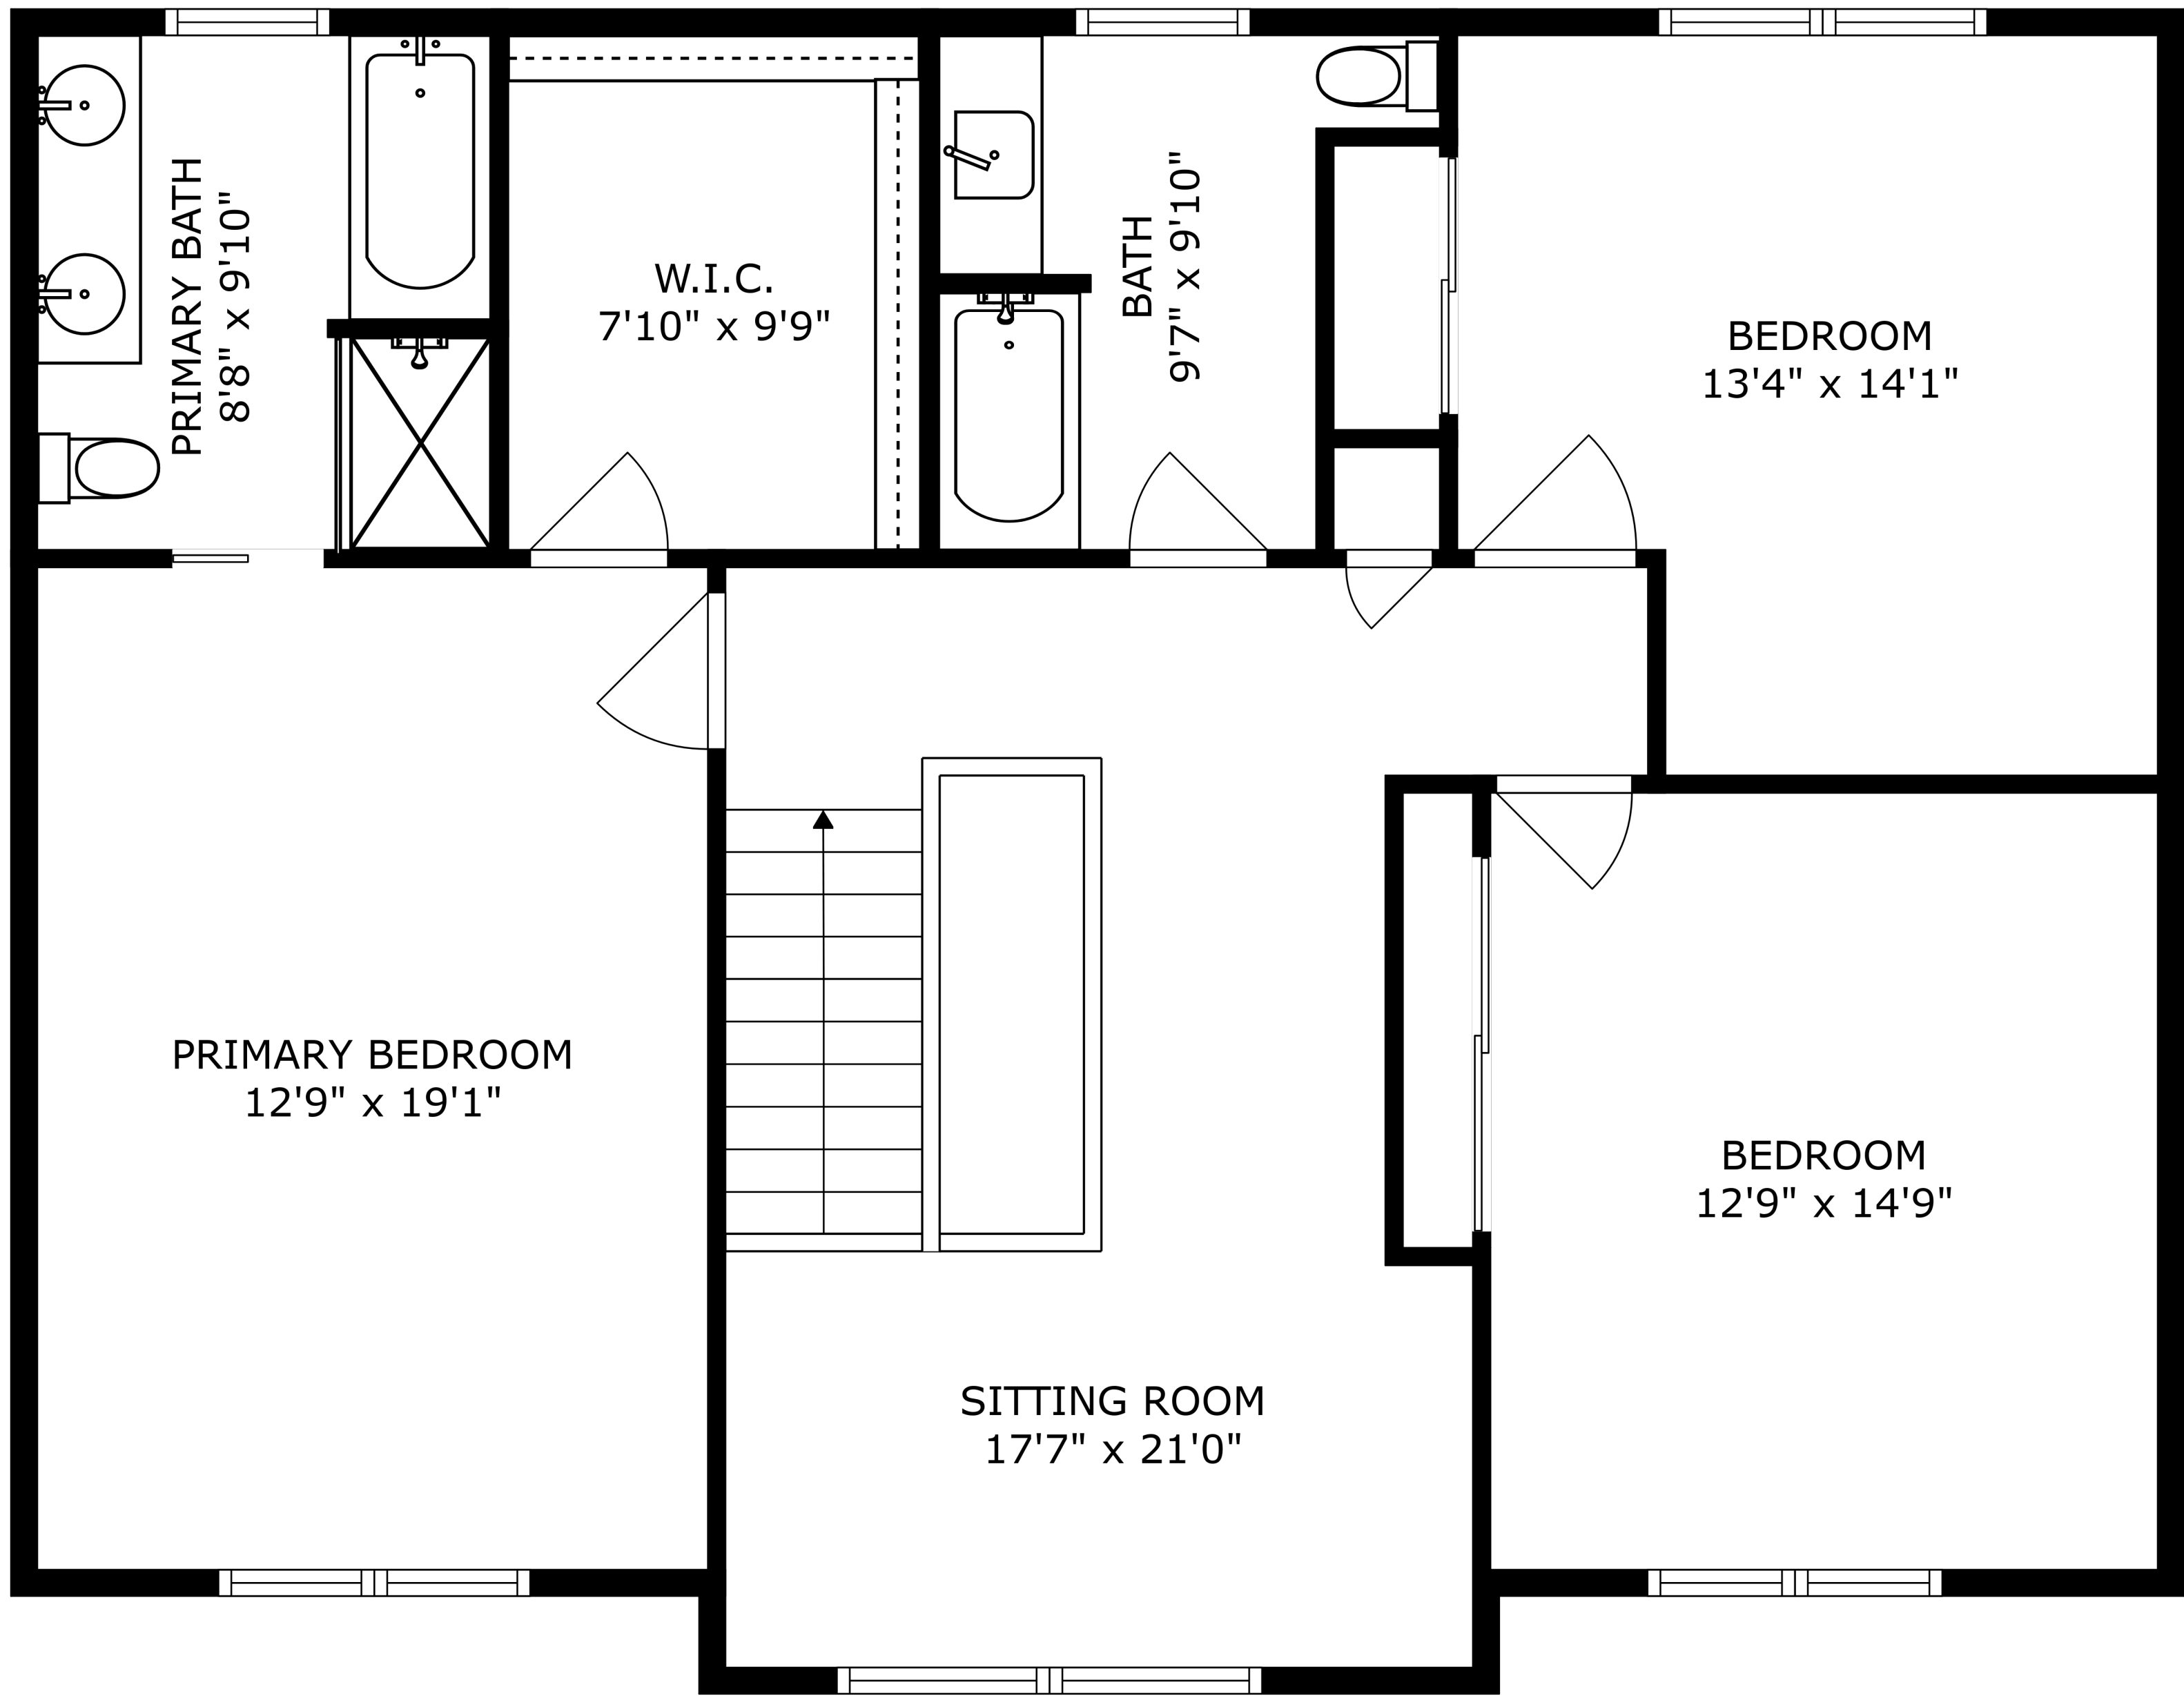 PRIMARY BATH
8'8" x 9'10"
W.I.C.
7'10" x 9'9"
BATH
9'7" x 9'10"
BEDROOM
13'4" x 14'1"
PRIMARY BEDROOM
12'9" x 19'1"
BEDROOM
12'9" x 14'9"
SITTING ROOM
17'7" x 21'0"